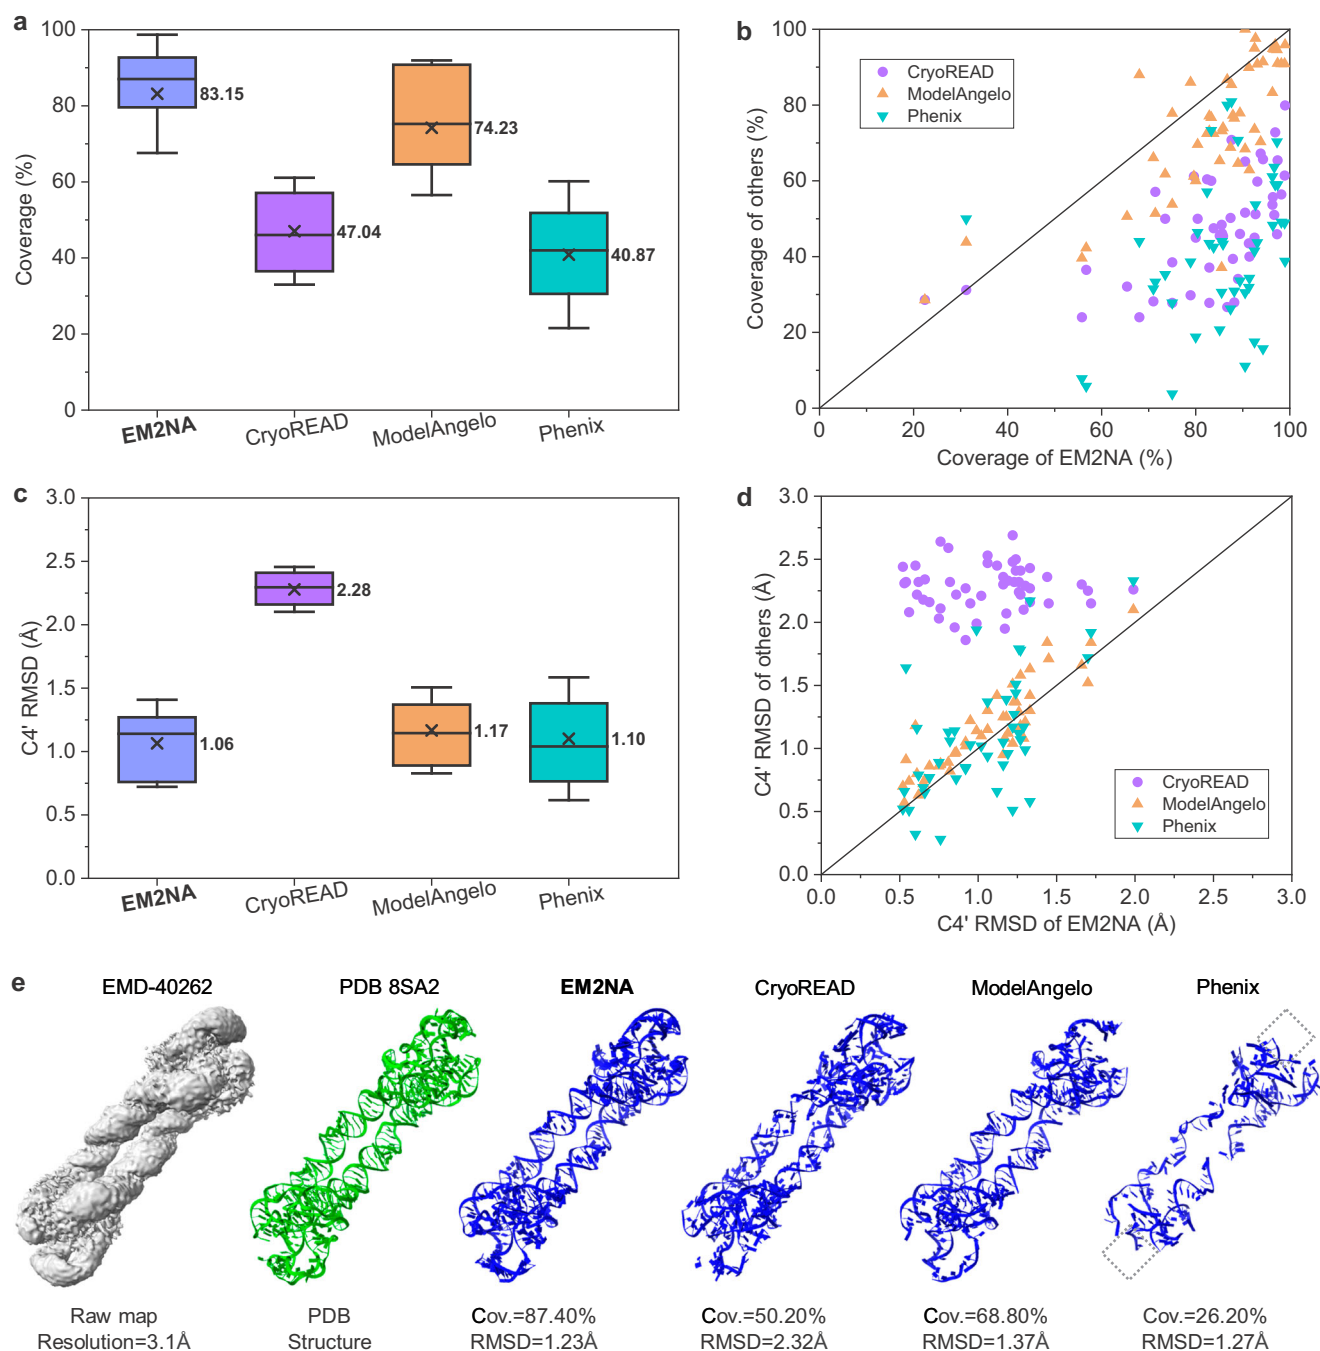 a
100
80
60
40
20
0
Coverage (%)
83.15
47.04
74.23
40.87
EM2NA
CryoREAD
ModelAngelo
Phenix
b
100
80
60
40
20
0
Coverage of others (%)
CryoREAD
ModelAngelo
Phenix
0 20 40 60 80 100
Coverage of EM2NA (%)
c
3.0
2.5
2.0
1.5
1.0
0.5
0.0
C4' RMSD (Å)
1.06
2.28
1.17
1.10
EM2NA
CryoREAD
ModelAngelo
Phenix
d
3.0
2.5
2.0
1.5
1.0
0.5
0.0
C4' RMSD of others (Å)
CryoREAD
ModelAngelo
Phenix
0.0 0.5 1.0 1.5 2.0 2.5 3.0
C4' RMSD of EM2NA (Å)
e
EMD-40262
PDB 8SA2
EM2NA
CryoREAD
ModelAngelo
Phenix
Raw map
Resolution=3.1Å
PDB
Structure
Cov.=87.40%
RMSD=1.23Å
Cov.=50.20%
RMSD=2.32Å
Cov.=68.80%
RMSD=1.37Å
Cov.=26.20%
RMSD=1.27Å